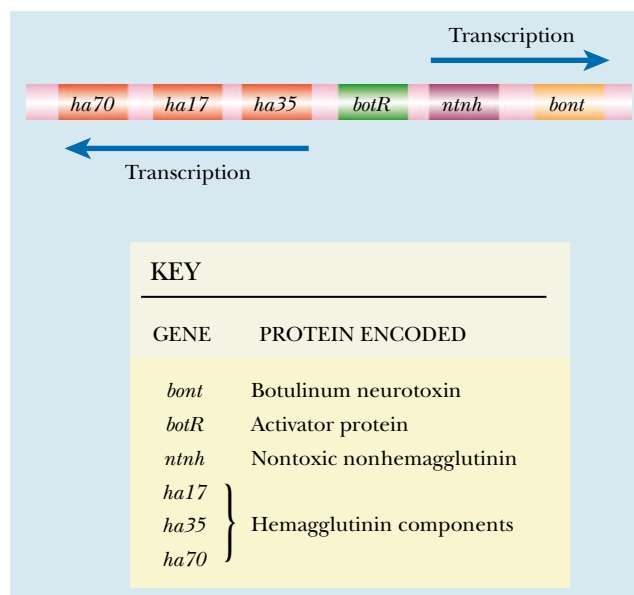 Transcription
ha70 ha17 ha35 botR ntnh bont
Transcription
KEY
GENE PROTEIN ENCODED
bont Botulinum neurotoxin
botR Activator protein
ntnh Nontoxic nonhemagglutinin
ha17
ha35 Hemagglutinin components
ha70